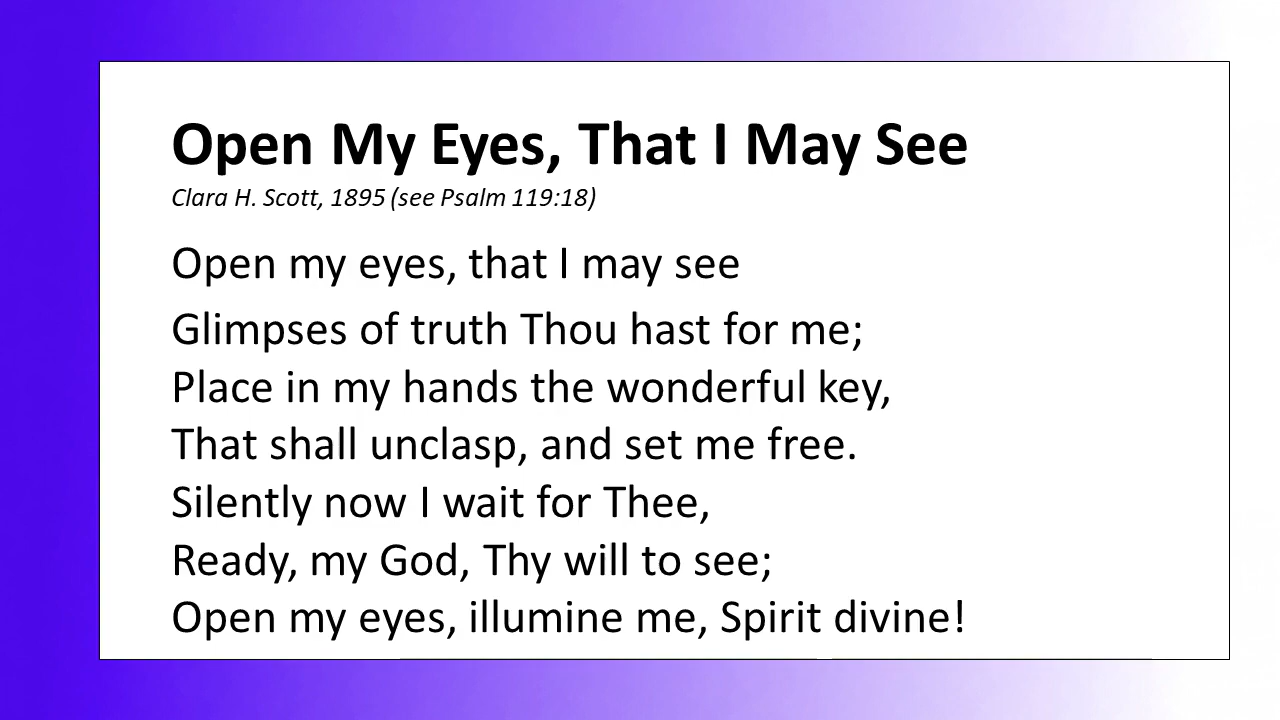 Open My Eyes, That I May See
Clara H. Scott, 1895 (see Psalm 119:18)
Open my eyes, that I may see
Glimpses of truth Thou hast for me;
Place in my hands the wonderful key,
That shall unclasp, and set me free.
Silently now I wait for Thee,
Ready, my God, Thy will to see;
Open my eyes, illumine me, Spirit divine!